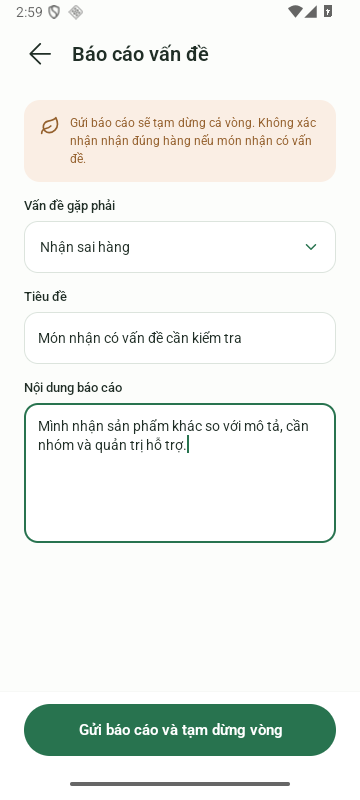 2:59
Báo cáo vấn đề
Gửi báo cáo sẽ tạm dừng cả vòng. Không xác
nhận nhận đúng hàng nếu món nhận có vấn
đề.
Vấn đề gặp phải
Nhận sai hàng
Tiêu đề
Món nhận có vấn đề cần kiểm tra
Nội dung báo cáo
Mình nhận sản phẩm khác so với mô tả, cần
nhóm và quản trị hỗ trợ.
Gửi báo cáo và tạm dừng vòng